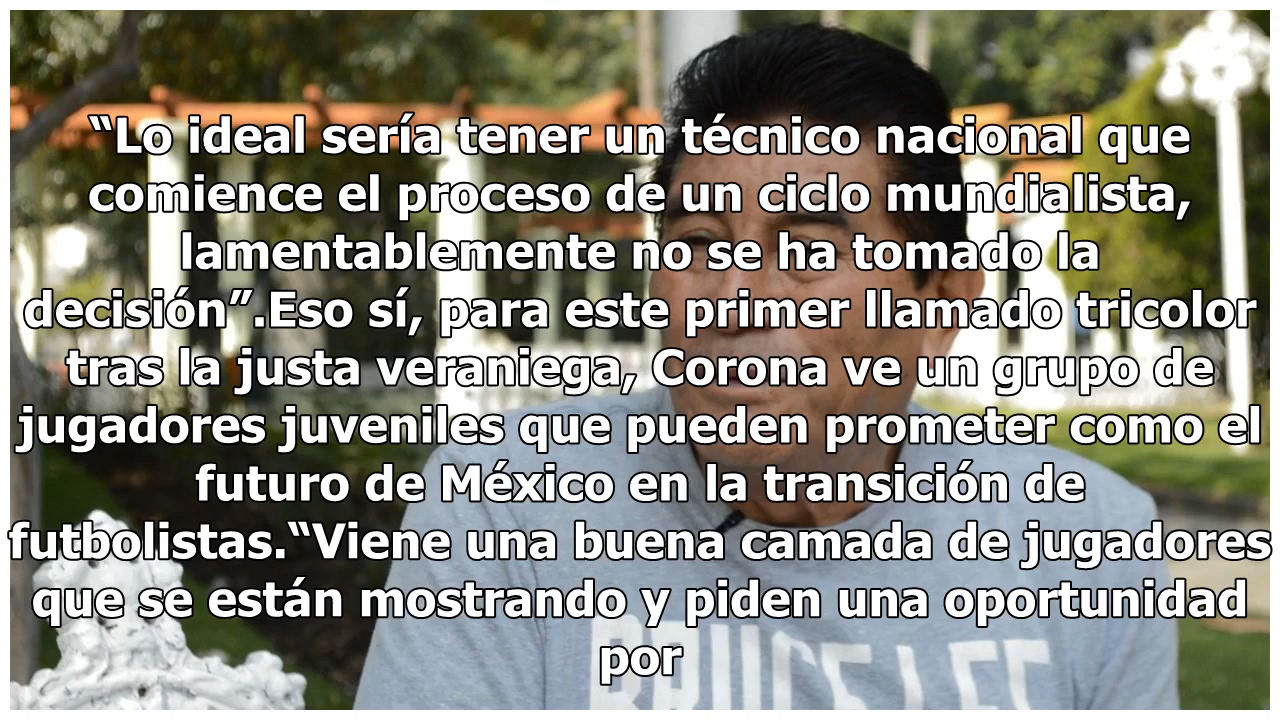 “Lo ideal sería tener un técnico nacional que
comience el proceso de un ciclo mundialista,
lamentablemente no se ha tomado la
decisión”.Eso sí, para este primer llamado tricolor
tras la justa veraniega, Corona ve un grupo de
jugadores juveniles que pueden prometer como el
futuro de México en la transición de
futbolistas.“Viene una buena camada de jugadores
que se están mostrando y piden una oportunidad
por
BRUCE LEE